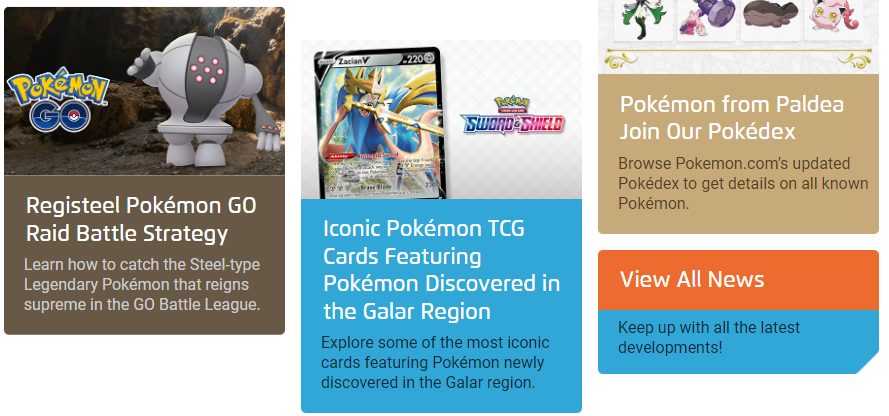 POKÉMON
GO
Registeel Pokémon GO
Raid Battle Strategy
Learn how to catch the Steel-type
Legendary Pokémon that reigns
supreme in the GO Battle League.
Zacian V
220
Pokémon
SWORD & SHIELD
Ability
Intrepid Sword
Brave Blade
230
Iconic Pokémon TCG
Cards Featuring
Pokémon Discovered in
the Galar Region
Explore some of the most iconic
cards featuring Pokémon newly
discovered in the Galar region.
Pokémon from Paldea
Join Our Pokédex
Browse Pokemon.com's updated
Pokédex to get details on all known
Pokémon.
View All News
Keep up with all the latest
developments!